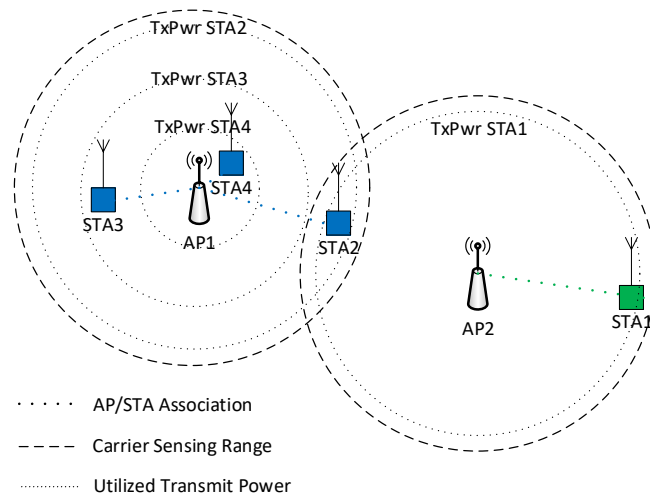 TxPwr STA2
TxPwr STA3
TxPwr STA4
TxPwr STA1
STA4
STA3
AP1
STA2
AP2
STA1
AP/STA Association
Carrier Sensing Range
Utilized Transmit Power